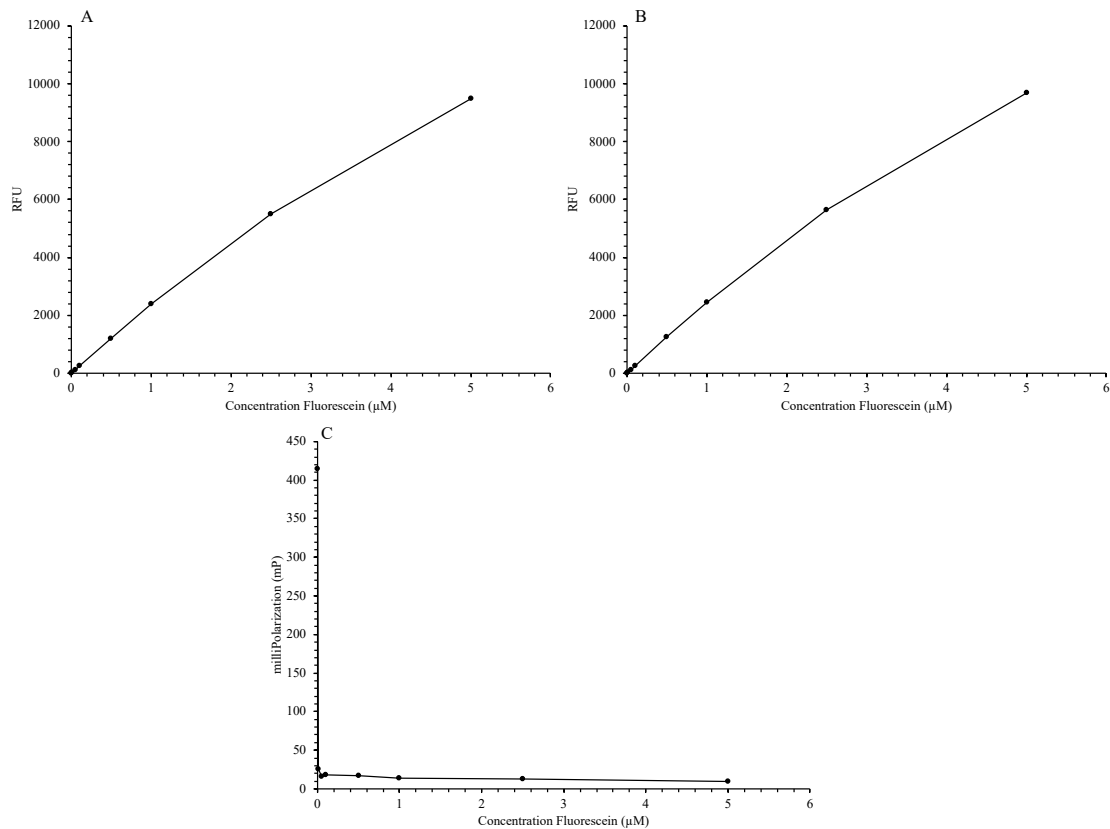 A
12000
10000
8000
6000
4000
2000
0
RFU
0 1 2 3 4 5 6
Concentration Fluorescein (µM)
B
12000
10000
8000
6000
4000
2000
0
RFU
0 1 2 3 4 5 6
Concentration Fluorescein (µM)
C
450
400
350
300
250
200
150
100
50
0
milliPolarization (mP)
0 1 2 3 4 5 6
Concentration Fluorescein (µM)